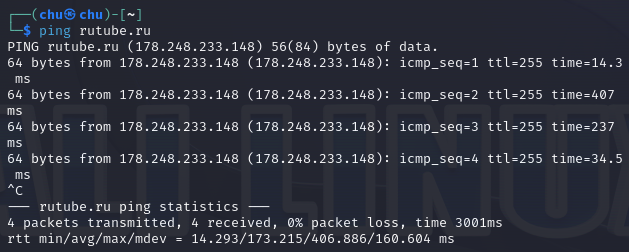 ┌──(chu㉿chu)-[~]
└─$ ping rutube.ru
PING rutube.ru (178.248.233.148) 56(84) bytes of data.
64 bytes from 178.248.233.148 (178.248.233.148): icmp_seq=1 ttl=255 time=14.3
 ms
64 bytes from 178.248.233.148 (178.248.233.148): icmp_seq=2 ttl=255 time=407
ms
64 bytes from 178.248.233.148 (178.248.233.148): icmp_seq=3 ttl=255 time=237
ms
64 bytes from 178.248.233.148 (178.248.233.148): icmp_seq=4 ttl=255 time=34.5
 ms
^C
--- rutube.ru ping statistics ---
4 packets transmitted, 4 received, 0% packet loss, time 3001ms
rtt min/avg/max/mdev = 14.293/173.215/406.886/160.604 ms